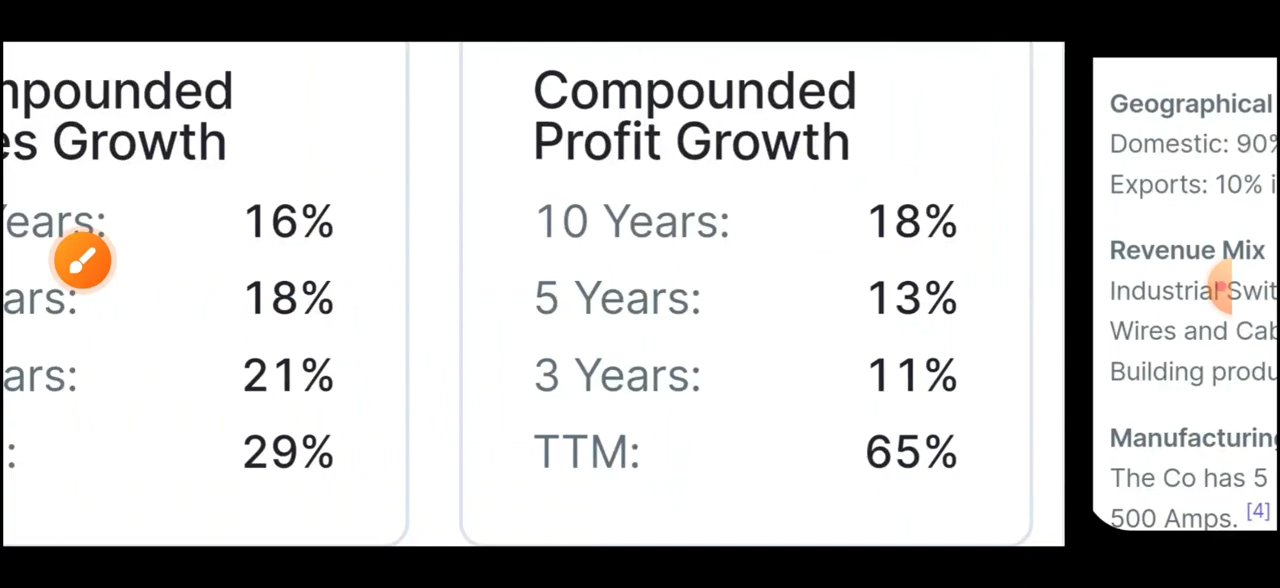 mpounded
es Growth
Years: 16%
ars: 18%
ars: 21%
: 29%
Compounded
Profit Growth
10 Years: 18%
5 Years: 13%
3 Years: 11%
TTM: 65%
Geographical
Domestic: 90%
Exports: 10% i
Revenue Mix
Industrial Swit
Wires and Cab
Building produ
Manufacturing
The Co has 5
500 Amps. [4]